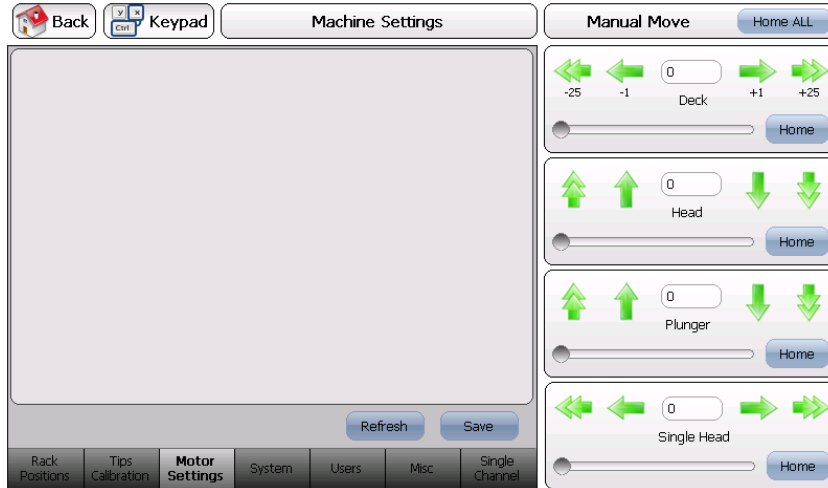 Back
y x
Ctrl
Keypad
Machine Settings
Manual Move
Home ALL
0
-25 -1 Deck +1 +25
Home
0
Head
Home
0
Plunger
Home
0
Single Head
Home
Refresh
Save
Rack
Positions
Tips
Calibration
Motor
Settings
System
Users
Misc
Single
Channel